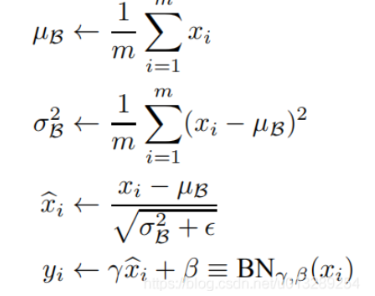 μ_B ← 1/m ∑_{i=1}^{m} x_i
σ_B^2 ← 1/m ∑_{i=1}^{m} (x_i − μ_B)^2
x̂_i ← (x_i − μ_B) / √(σ_B^2 + ϵ)
y_i ← γx̂_i + β ≡ BN_{γ,β}(x_i)